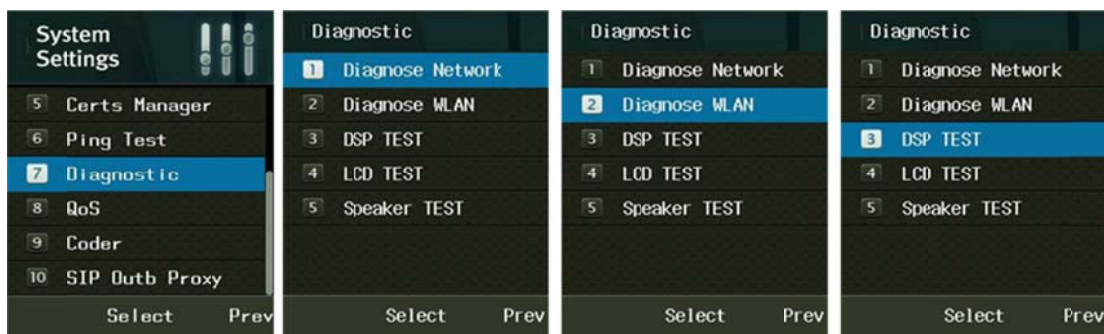 System
Settings
5 Certs Manager
6 Ping Test
7 Diagnostic
8 QoS
9 Coder
10 SIP Outb Proxy
Select Prev
Diagnostic
1 Diagnose Network
2 Diagnose WLAN
3 DSP TEST
4 LCD TEST
5 Speaker TEST
Select Prev
Diagnostic
1 Diagnose Network
2 Diagnose WLAN
3 DSP TEST
4 LCD TEST
5 Speaker TEST
Select Prev
Diagnostic
1 Diagnose Network
2 Diagnose WLAN
3 DSP TEST
4 LCD TEST
5 Speaker TEST
Select Prev